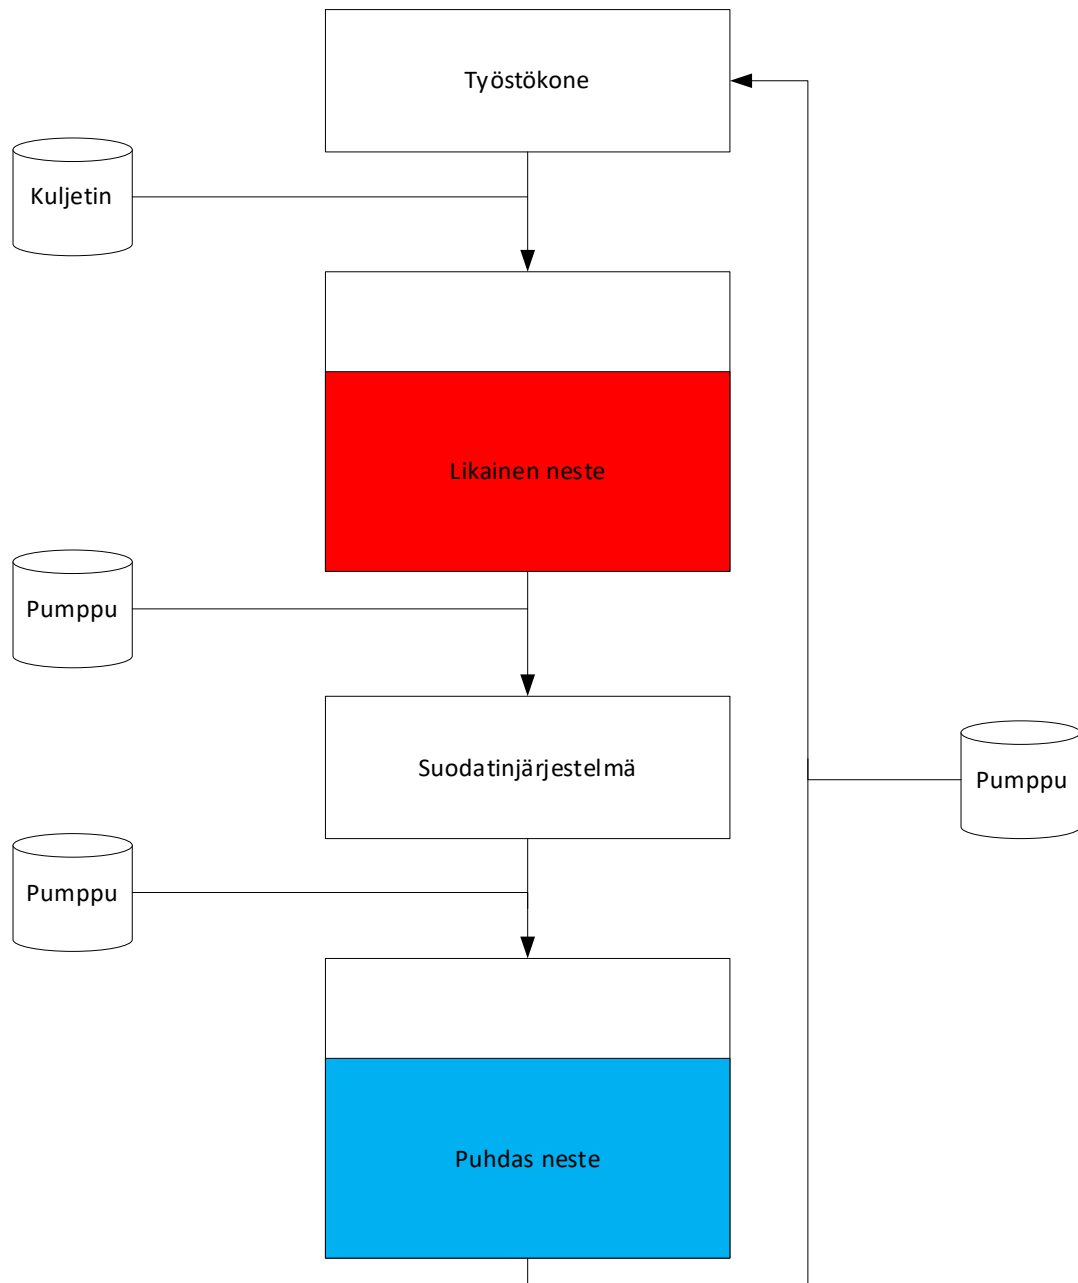 Työstökone
Kuljetin
Likainen neste
Pumppu
Suodatinjärjestelmä
Pumppu
Pumppu
Puhdas neste